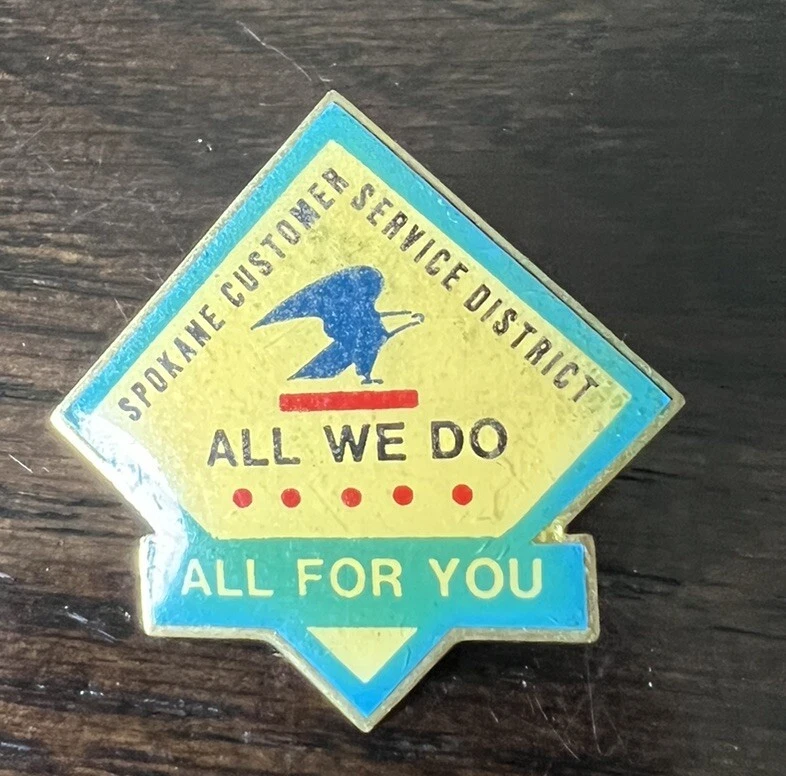 SPOKANE CUSTOMER
SERVICE DISTRICT
ALL WE DO
ALL FOR YOU